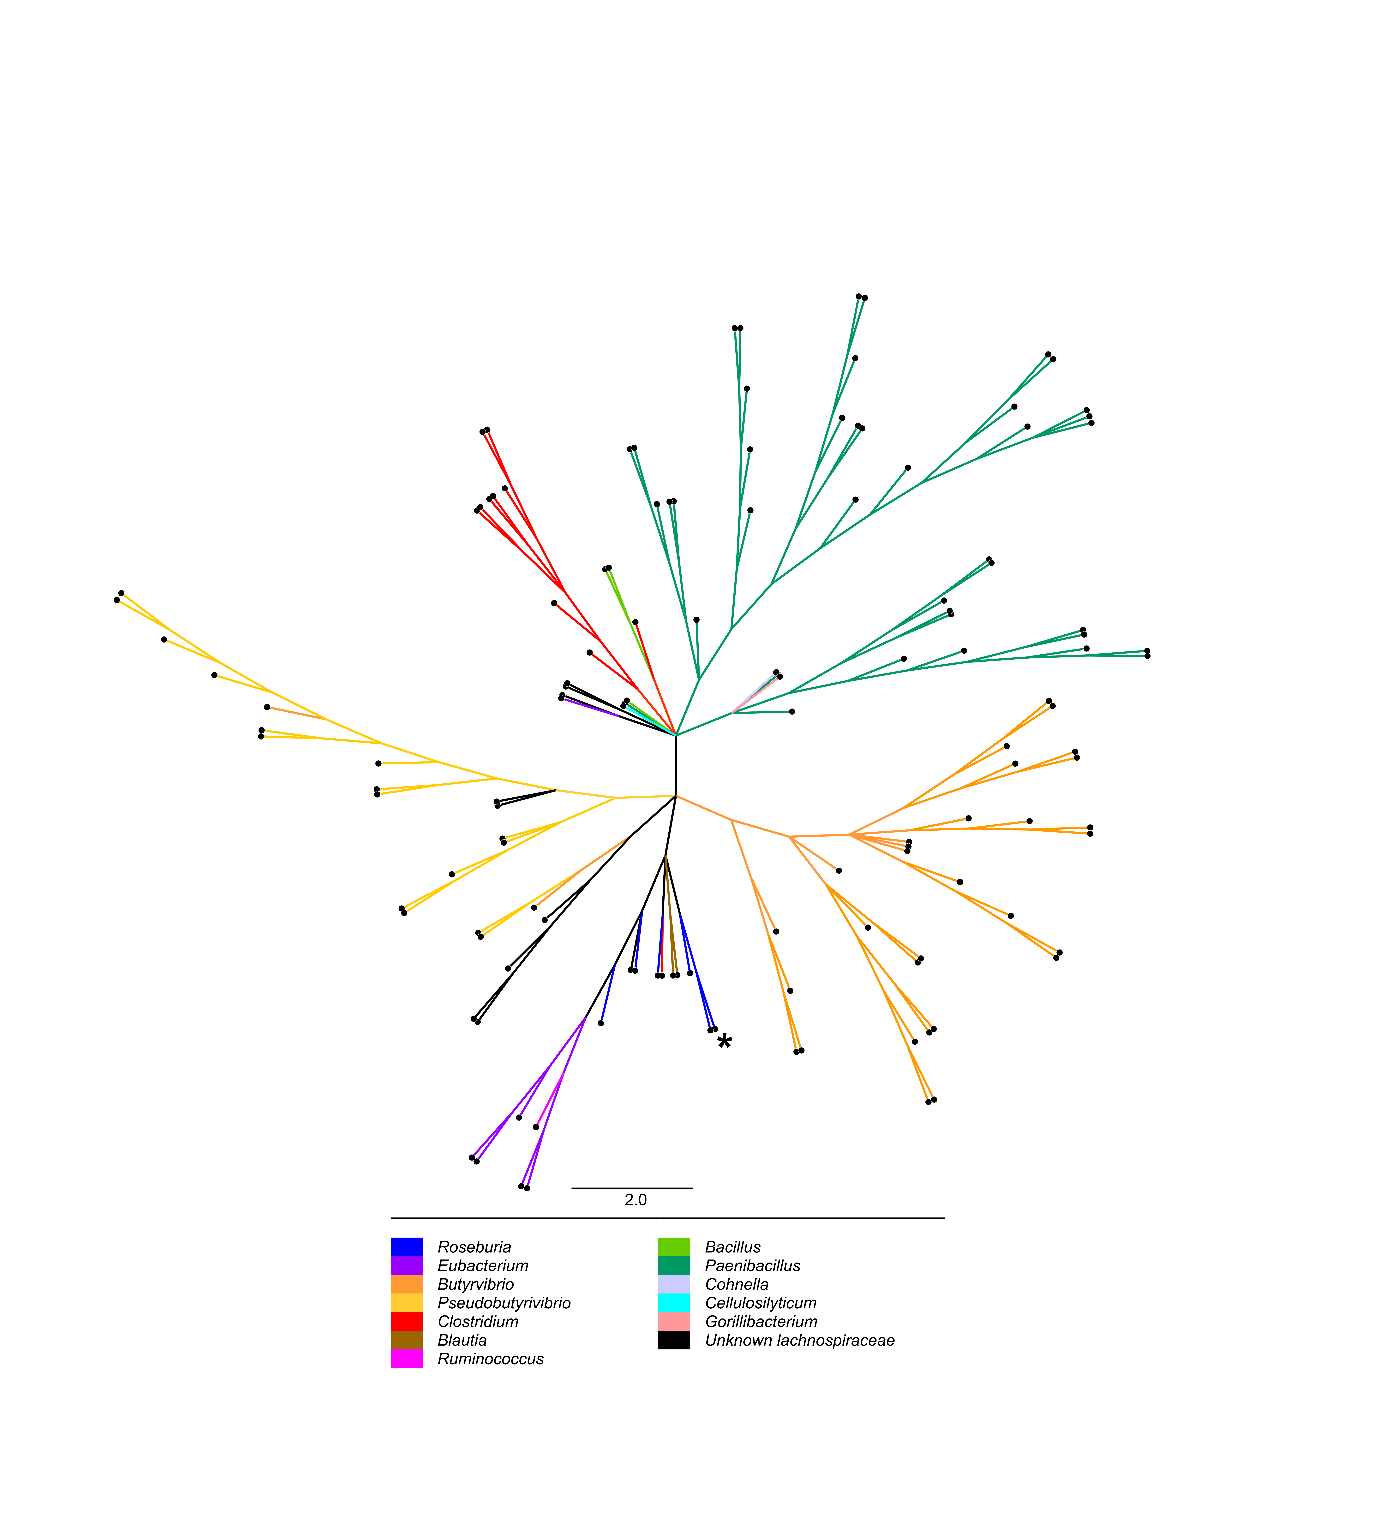 *
2.0
Roseburia
Eubacterium
Butyrvibrio
Pseudobutyrivibrio
Clostridium
Blautia
Ruminococcus
Bacillus
Paenibacillus
Cohnella
Cellulosilyticum
Gorillibacterium
Unknown lachnospiraceae